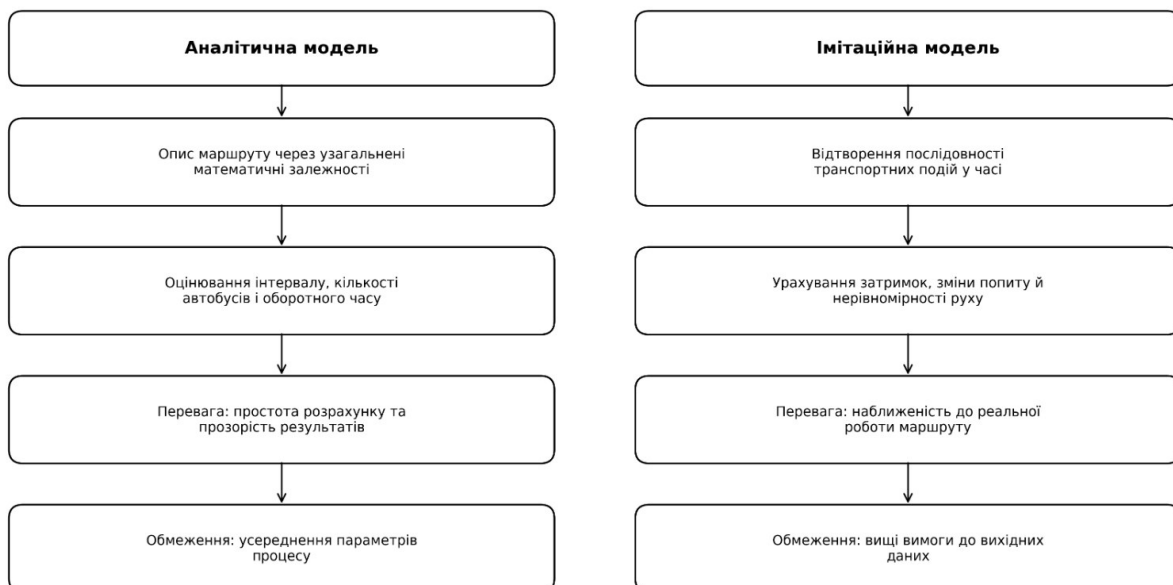 Аналітична модель
Опис маршруту через узагальнені
математичні залежності
Оцінювання інтервалу, кількості
автобусів і оборотного часу
Перевага: простота розрахунку та
прозорість результатів
Обмеження: усереднення параметрів
процесу
Імітаційна модель
Відтворення послідовності
транспортних подій у часі
Урахування затримок, зміни попиту й
нерівномірності руху
Перевага: наближеність до реальної
роботи маршруту
Обмеження: вищі вимоги до вихідних
даних